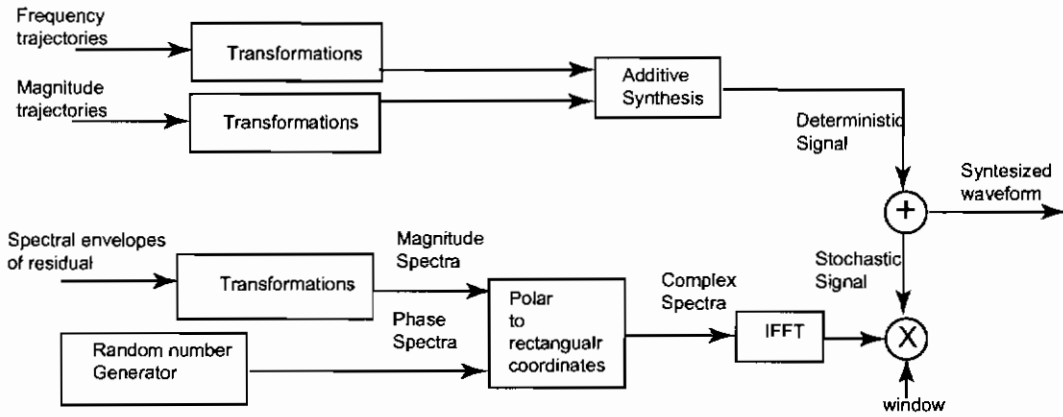 Frequency
trajectories
Transformations
Magnitude
trajectories
Transformations
Additive
Synthesis
Deterministic
Signal
Syntesized
waveform
+
Spectral envelopes
of residual
Transformations
Magnitude
Spectra
Stochastic
Signal
Random number
Generator
Phase
Spectra
Polar
to
rectangualr
coordinates
Complex
Spectra
IFFT
X
window